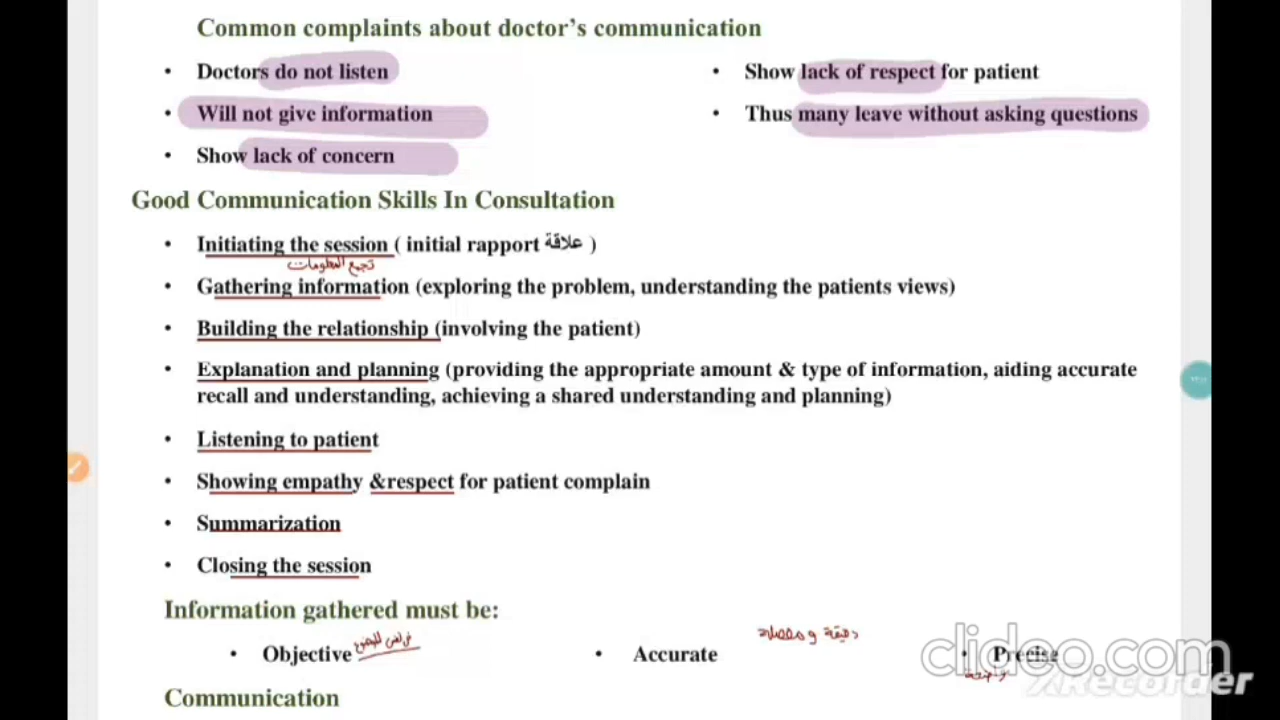 Common complaints about doctor's communication
• Doctors do not listen
• Will not give information
• Show lack of concern
• Show lack of respect for patient
• Thus many leave without asking questions
Good Communication Skills In Consultation
• Initiating the session ( initial rapport علاقة )
تجمع المعلومات
• Gathering information (exploring the problem, understanding the patients views)
• Building the relationship (involving the patient)
• Explanation and planning (providing the appropriate amount & type of information, aiding accurate
recall and understanding, achieving a shared understanding and planning)
• Listening to patient
• Showing empathy &respect for patient complain
• Summarization
• Closing the session
Information gathered must be:
• Objective
دقيقة
• Accurate
• Precise
واضحة
Communication
clideo.com
XRecorder